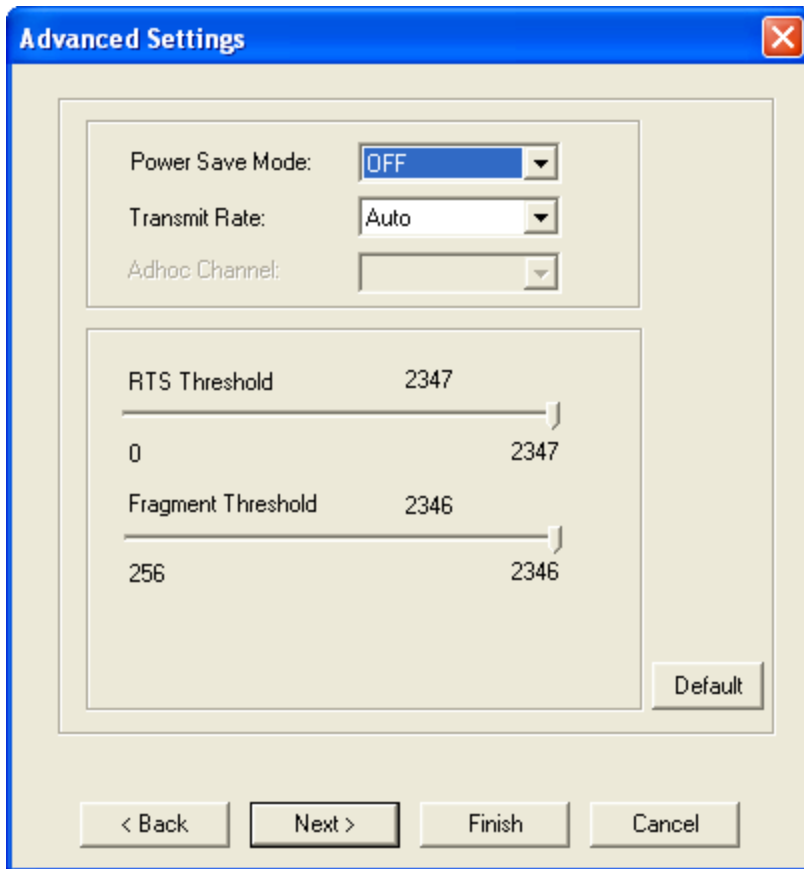 Advanced Settings
Power Save Mode: OFF
Transmit Rate: Auto
Adhoc Channel:
RTS Threshold 2347
0 2347
Fragment Threshold 2346
256 2346
Default
< Back Next > Finish Cancel